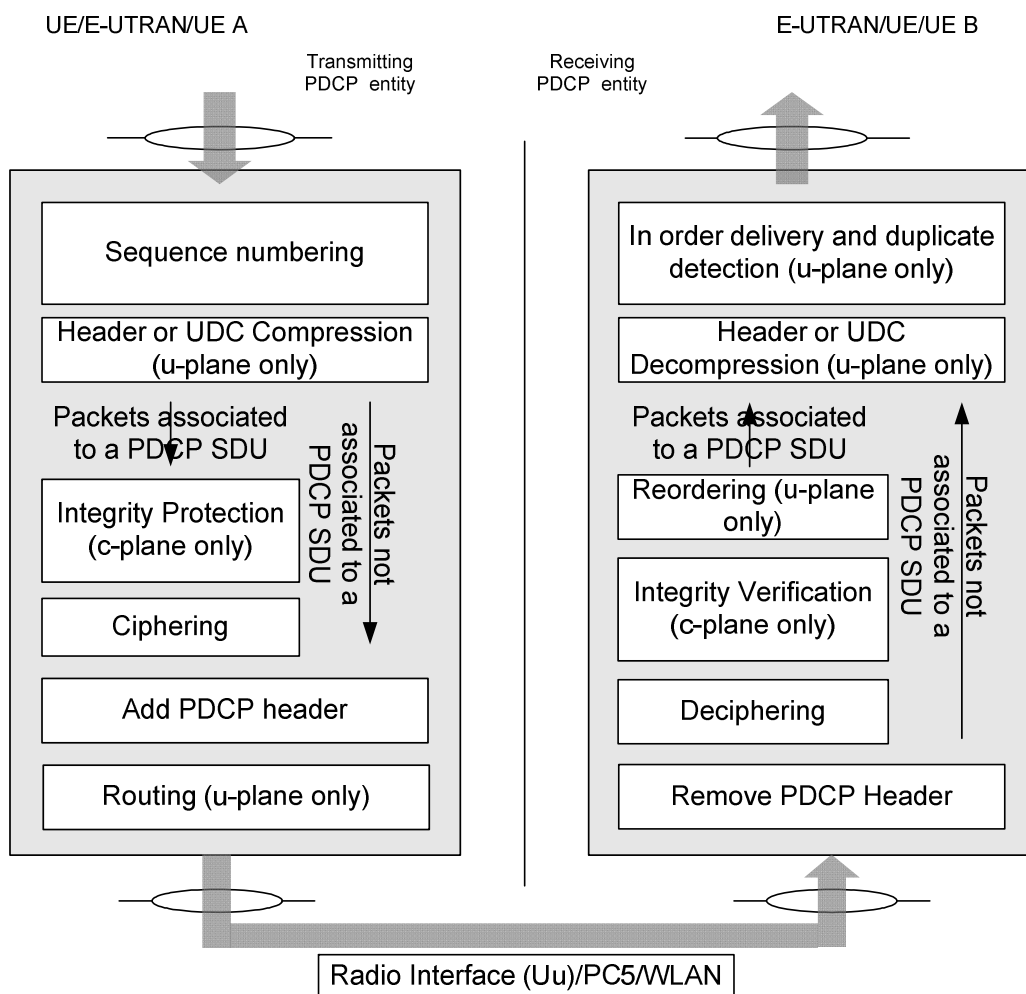 UE/E-UTRAN/UE A
E-UTRAN/UE/UE B
Transmitting
PDCP entity
Receiving
PDCP entity
Sequence numbering
Header or UDC Compression
(u-plane only)
Packets associated
to a PDCP SDU
Packets not
associated to a
PDCP SDU
Integrity Protection
(c-plane only)
Ciphering
Add PDCP header
Routing (u-plane only)
In order delivery and duplicate
detection (u-plane only)
Header or UDC
Decompression (u-plane only)
Packets associated
to a PDCP SDU
Reordering (u-plane
only)
Packets not
associated to a
PDCP SDU
Integrity Verification
(c-plane only)
Deciphering
Remove PDCP Header
Radio Interface (Uu)/PC5/WLAN